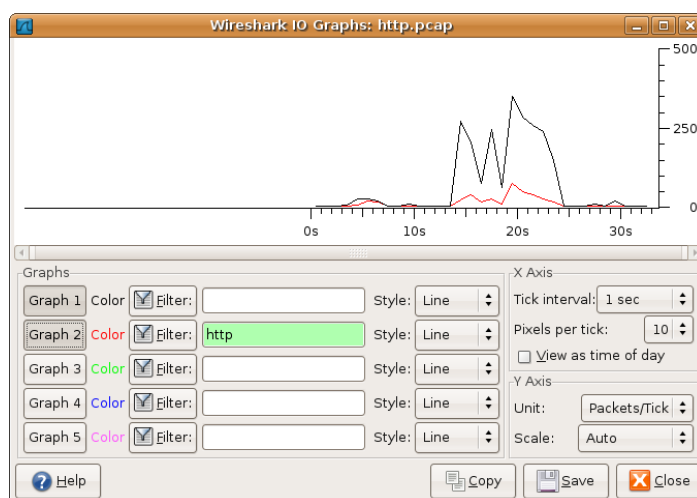 Wireshark IO Graphs: http.pcap
500
250
0
0s 10s 20s 30s
Graphs
Graph 1 Color Filter: Style: Line
Graph 2 Color Filter: http Style: Line
Graph 3 Color Filter: Style: Line
Graph 4 Color Filter: Style: Line
Graph 5 Color Filter: Style: Line
X Axis
Tick interval: 1 sec
Pixels per tick: 10
View as time of day
Y Axis
Unit: Packets/Tick
Scale: Auto
Help Copy Save Close